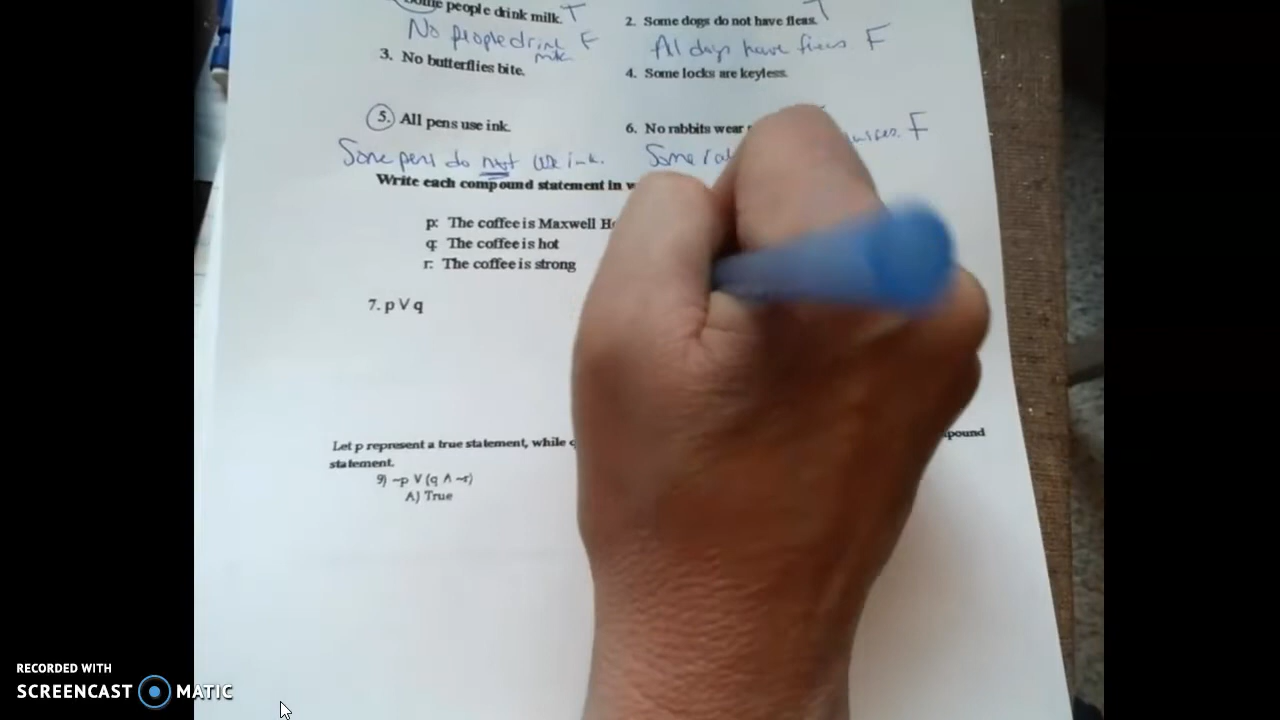 people drink milk. T
No people drink milk F
2. Some dogs do not have fleas. T
All dogs have F
3. No butterflies bite.
4. Some locks are keyless.
5. All pens use ink.
Some pens do not use ink.
6. No rabbits wear
Some F
Write each compound statement in
p: The coffee is Maxwell
q: The coffee is hot
r: The coffee is strong
7. p V q
Let p represent a true statement, while
statement.
9) ~p V (q ∧ ~r)
A) True
RECORDED WITH
SCREENCAST MATIC